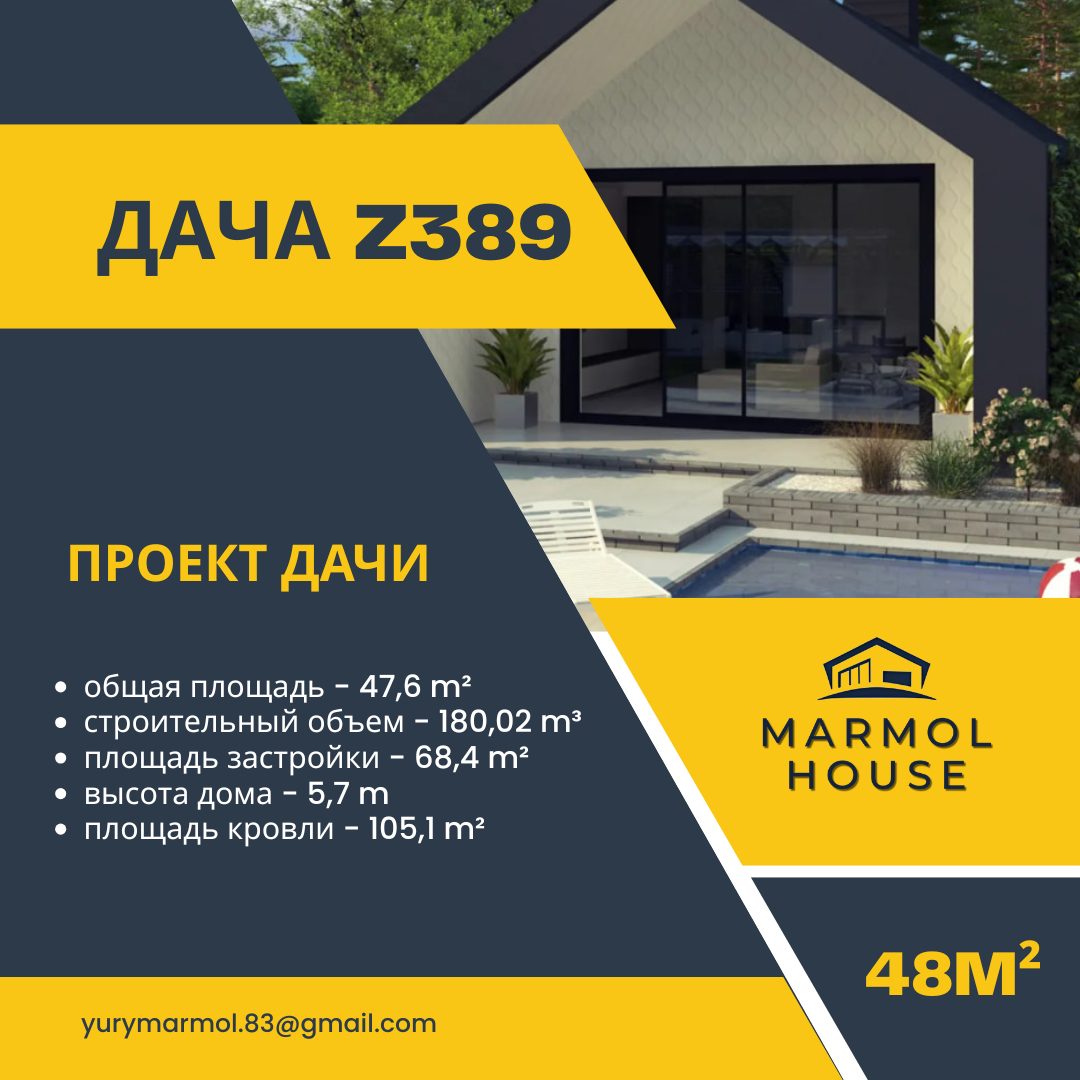 ДАЧА Z389
ПРОЕКТ ДАЧИ
• общая площадь - 47,6 m²
• строительный объем - 180,02 m³
• площадь застройки - 68,4 m²
• высота дома - 5,7 m
• площадь кровли - 105,1 m²
MARMOL
HOUSE
48M²
yurymarmol.83@gmail.com